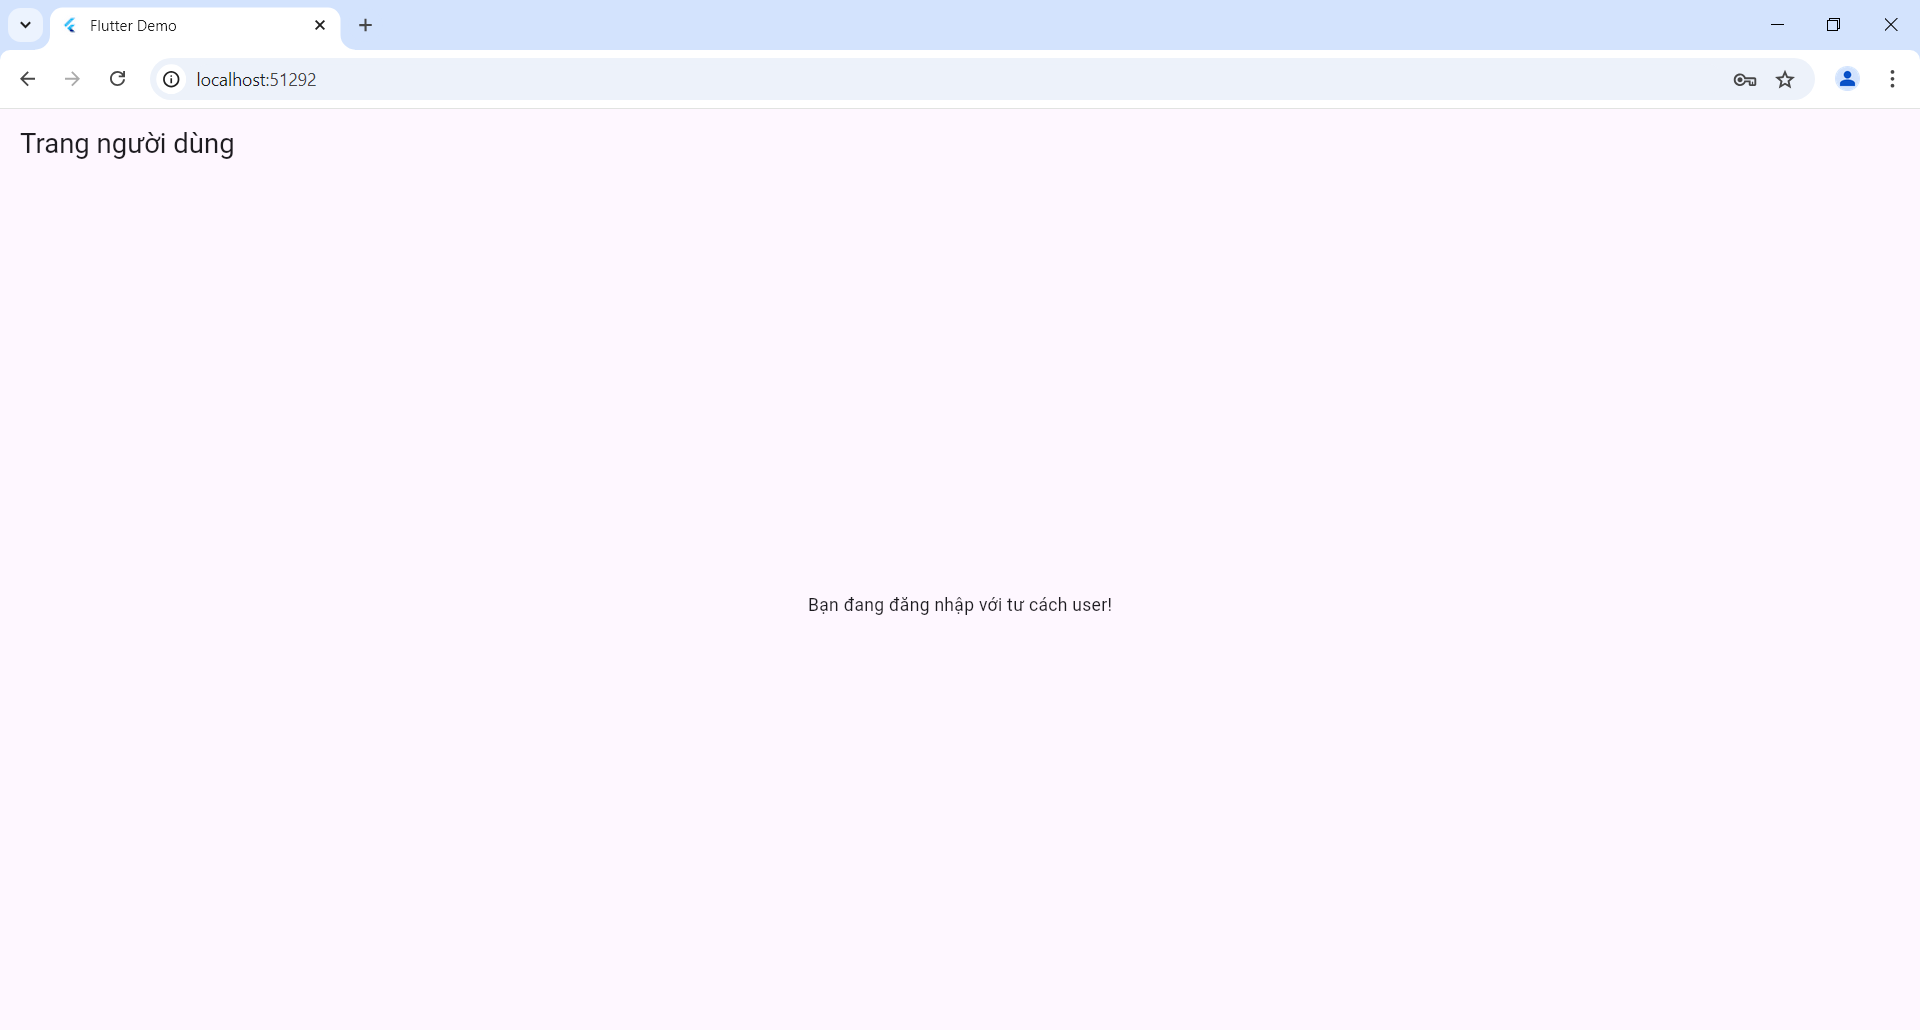 Flutter Demo
localhost:51292
Trang người dùng
Bạn đang đăng nhập với tư cách user!